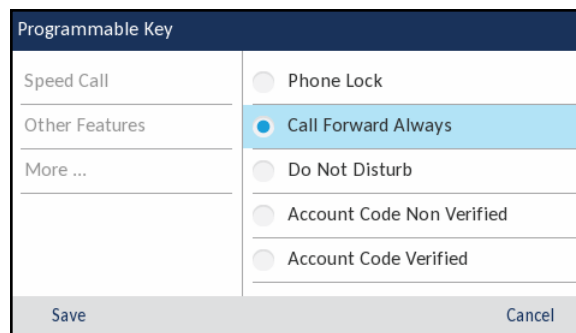 Programmable Key
Speed Call
Other Features
More ...
Phone Lock
Call Forward Always
Do Not Disturb
Account Code Non Verified
Account Code Verified
Save
Cancel